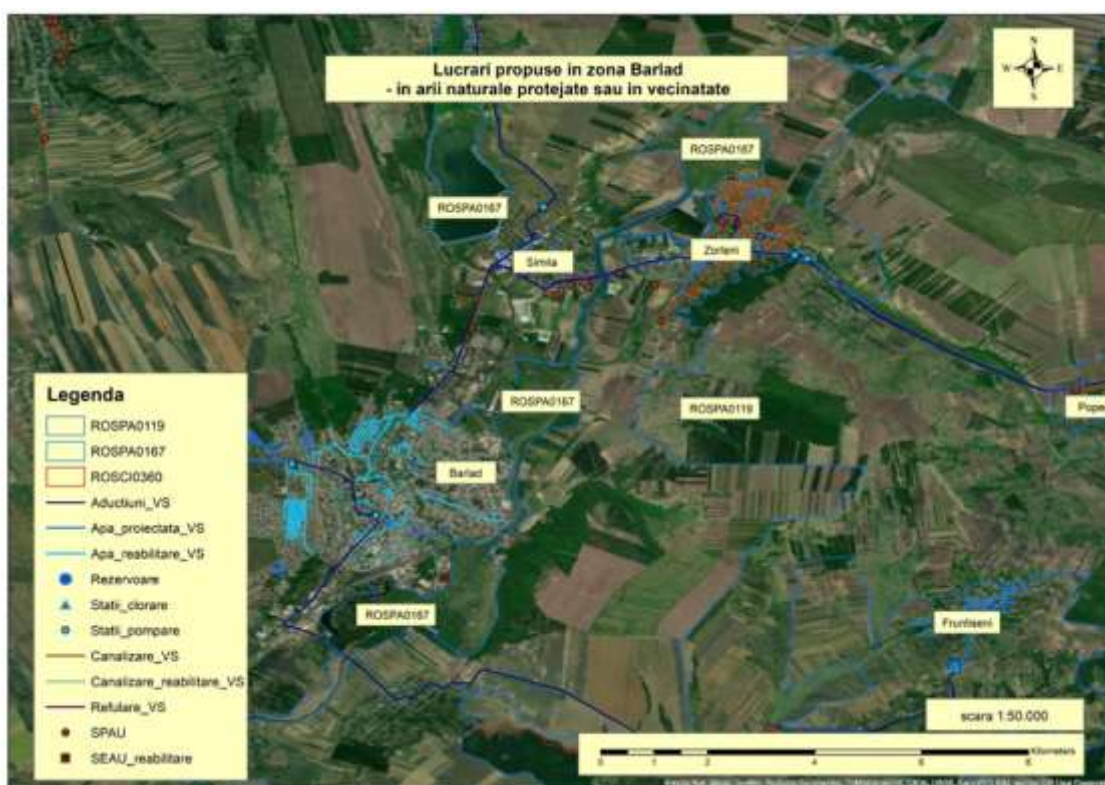 Lucrari propuse in zona Barlad
- in arii naturale protejate sau in vecinatate
N
W E
S
ROSPA0167
ROSPA0167
Simila
Zorleni
ROSPA0167
ROSPA0119
Pope
Barlad
ROSPA0167
Fruntiseni
Legenda
ROSPA0119
ROSPA0167
ROSCI0360
Aductiuni_VS
Apa_proiectata_VS
Apa_reabilitare_VS
Rezervoare
Statii_clorare
Statii_pompare
Canalizare_VS
Canalizare_reabilitare_VS
Refulare_VS
SPAU
SEAU_reabilitare
scara 1:50.000
Kilometers
0 1 2 4 6 8